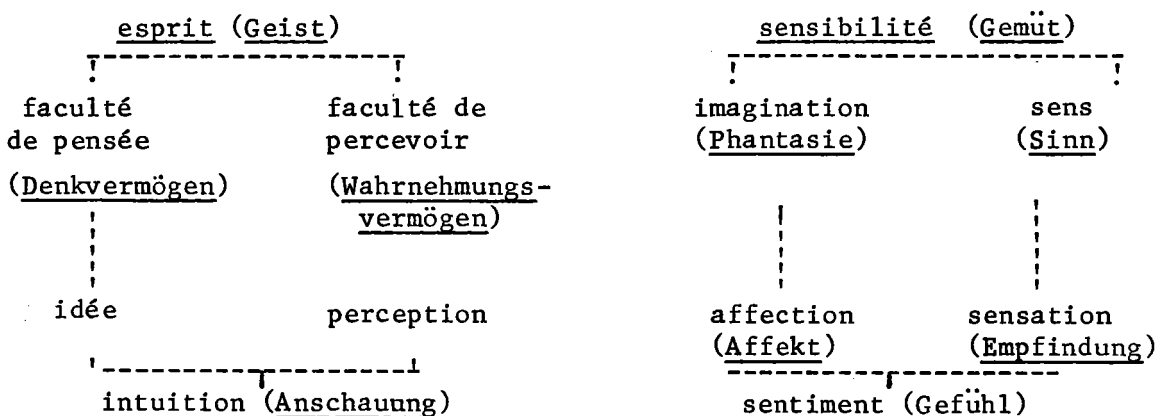 esprit (Geist)
faculté
de pensée
(Denkvermögen)
faculté de
percevoir
(Wahrnehmungs-
vermögen)
idée
perception
intuition (Anschauung)
sensibilité (Gemüt)
imagination
(Phantasie)
sens
(Sinn)
affection
(Affekt)
sensation
(Empfindung)
sentiment (Gefühl)